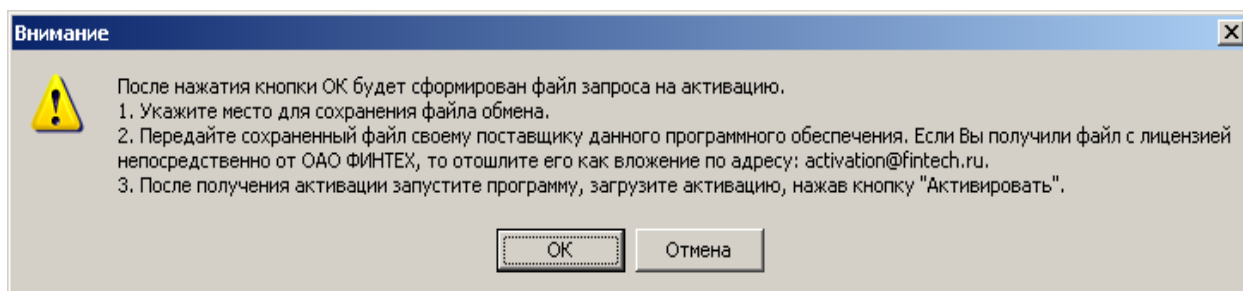 Внимание
После нажатия кнопки ОК будет сформирован файл запроса на активацию.
1. Укажите место для сохранения файла обмена.
2. Передайте сохраненный файл своему поставщику данного программного обеспечения. Если Вы получили файл с лицензией
непосредственно от ОАО ФИНТЕХ, то отошлите его как вложение по адресу: activation@fintech.ru.
3. После получения активации запустите программу, загрузите активацию, нажав кнопку "Активировать".
ОК Отмена